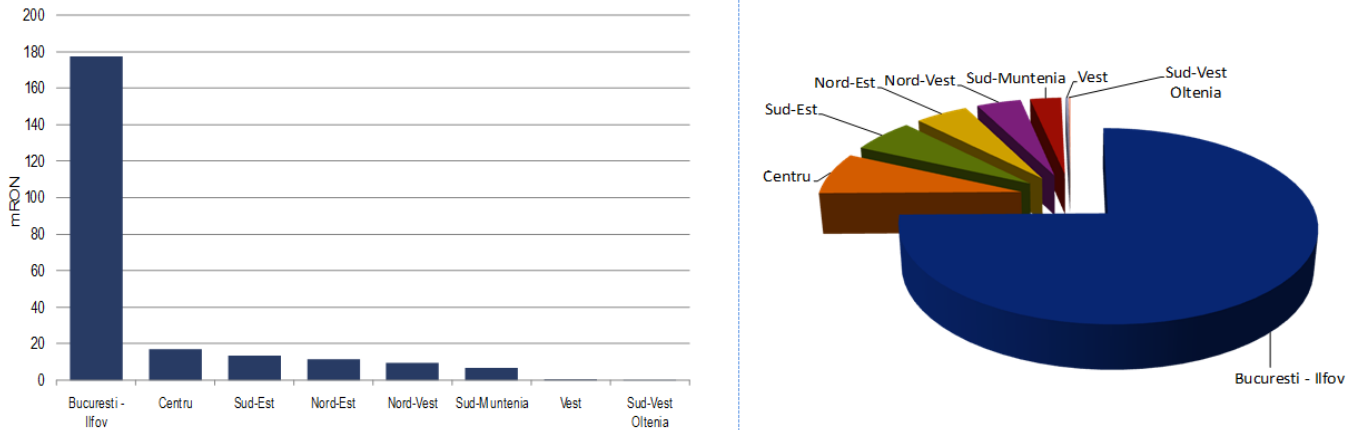 200
180
160
140
120
100
80
60
40
20
0
mRON
Bucuresti -
Ilfov
Centru
Sud-Est
Nord-Est
Nord-Vest
Sud-Muntenia
Vest
Sud-Vest
Oltenia
Centru
Sud-Est
Nord-Est
Nord-Vest
Sud-Muntenia
Vest
Sud-Vest
Oltenia
Bucuresti - Ilfov